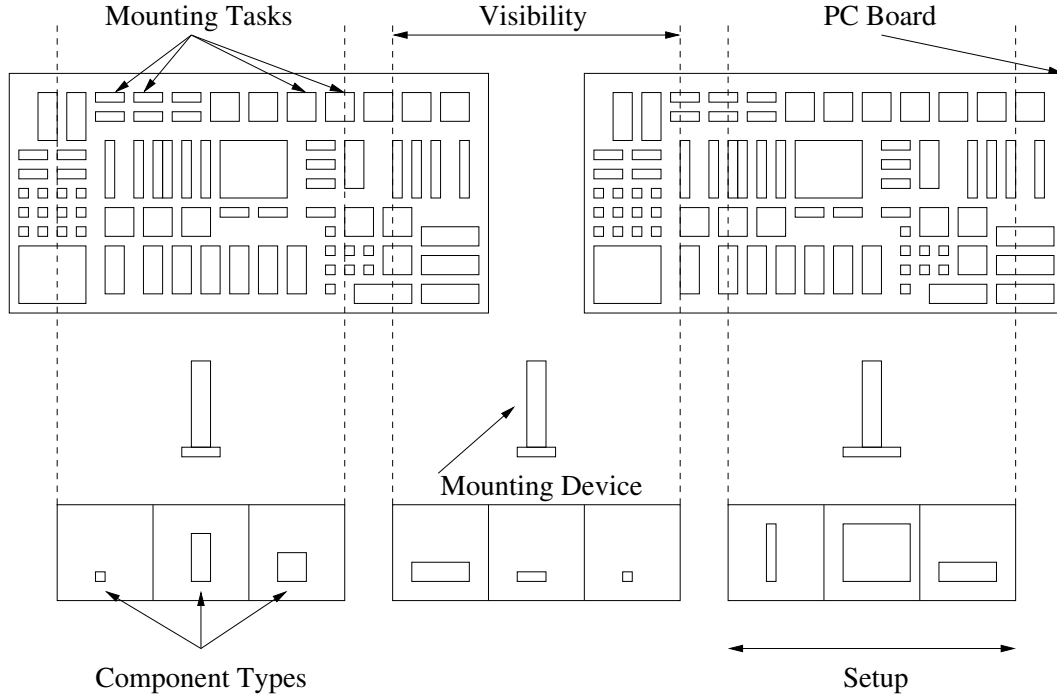 Mounting Tasks
Visibility
PC Board
Mounting Device
Component Types
Setup